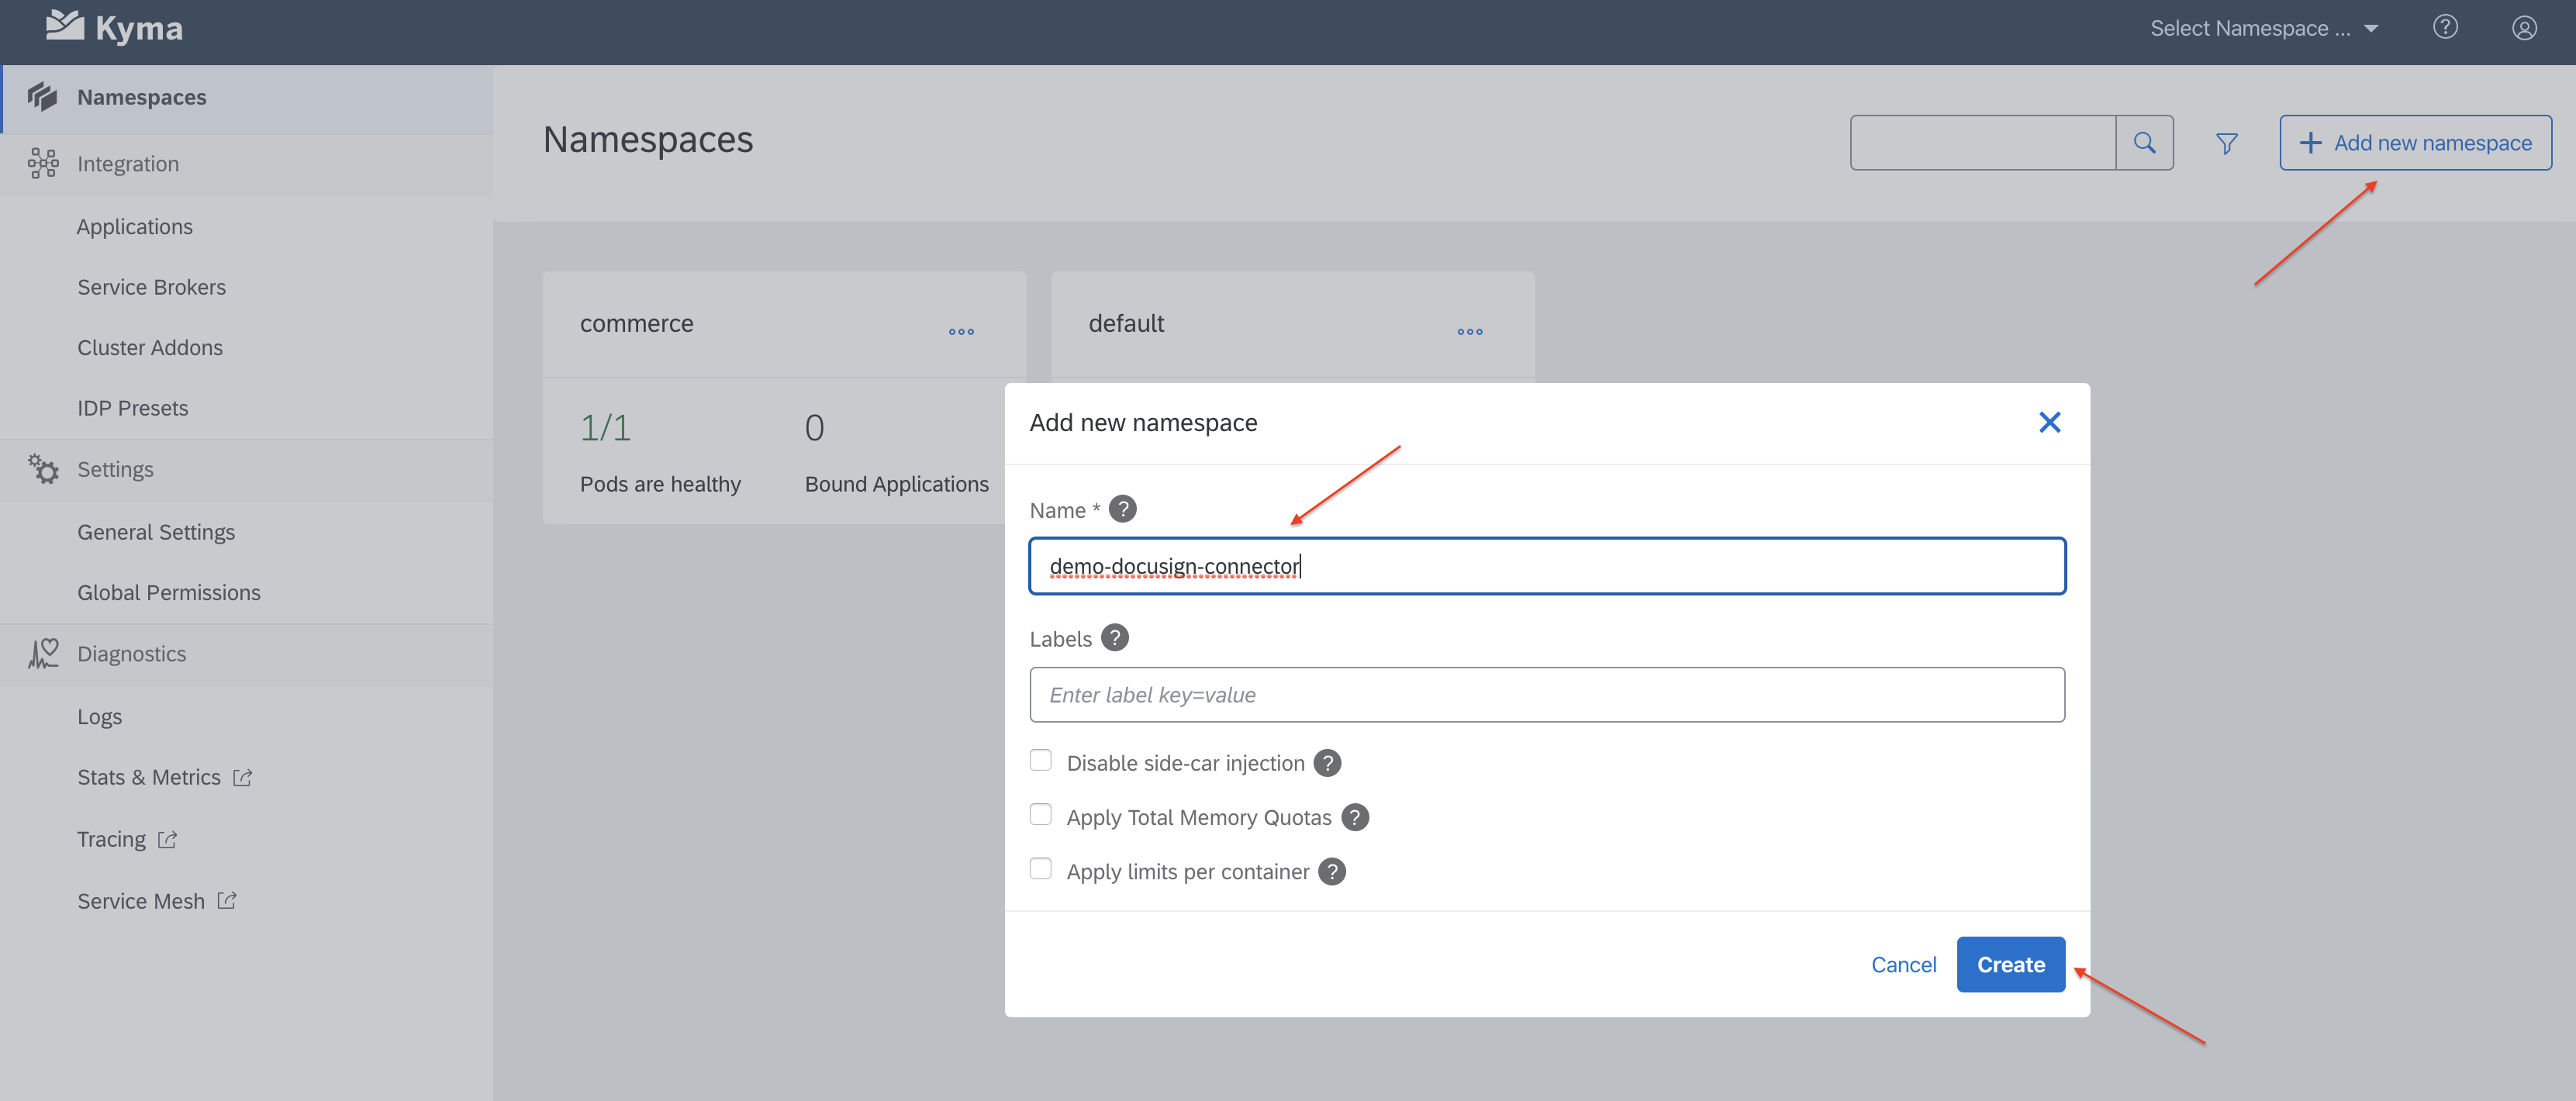 Kyma
Select Namespace ...
Namespaces
Integration
Applications
Service Brokers
Cluster Addons
IDP Presets
Settings
General Settings
Global Permissions
Diagnostics
Logs
Stats & Metrics
Tracing
Service Mesh
Namespaces
+ Add new namespace
commerce
1/1
Pods are healthy
0
Bound Applications
default
Add new namespace
Name *
demo-docusign-connector
Labels
Enter label key=value
Disable side-car injection
Apply Total Memory Quotas
Apply limits per container
Cancel
Create